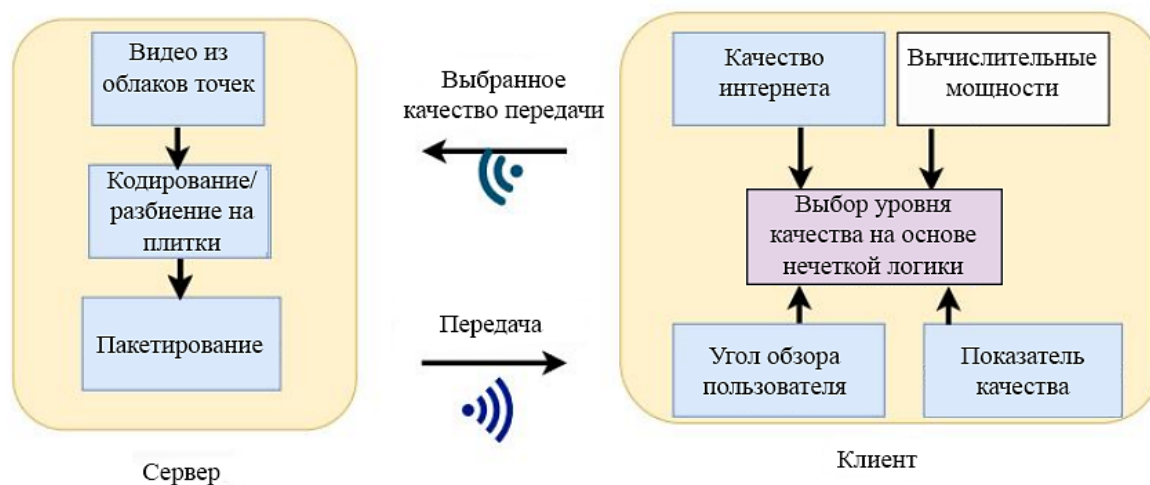 Видео из
облаков точек
Кодирование/
разбиение на
плитки
Пакетирование
Сервер
Выбранное
качество передачи
Передача
Качество
интернета
Вычислительные
мощности
Выбор уровня
качества на основе
нечеткой логики
Угол обзора
пользователя
Показатель
качества
Клиент